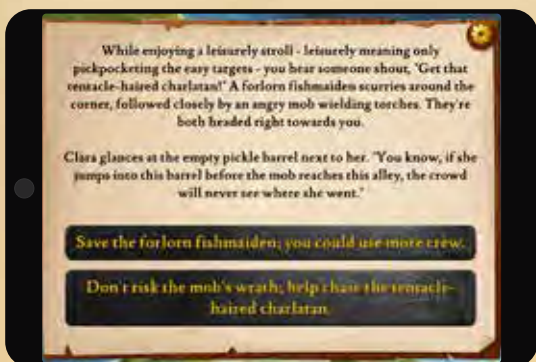 While enjoying a leisurely stroll - leisurely meaning only
pickpocketing the easy targets - you hear someone shout, "Get that
tentacle-haired charlatan!" A forlorn fishmaiden scurries around the
corner, followed closely by an angry mob wielding torches. They're
both headed right towards you.
Clara glances at the empty pickle barrel next to her. "You know, if she
jumps into this barrel before the mob reaches this alley, the crowd
will never see where she went."
Save the forlorn fishmaiden; you could use more crew.
Don't risk the mob's wrath; help chase the tentacle-
haired charlatan.